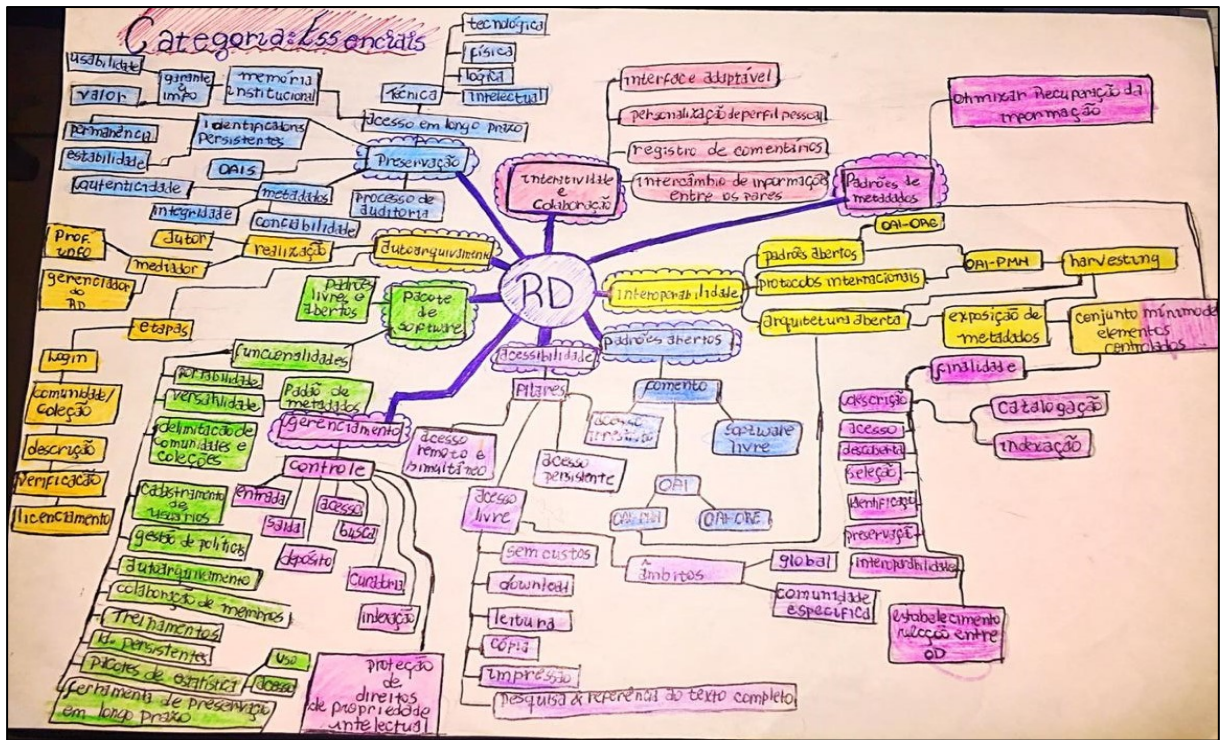 Categorias Essenciais
usabilidade
valor
garante
memória
institucional
permanência
estabilidade
identificadores
Persistentes
OAIS
autenticidade
integridade
metadados
Preservação
processo de
auditoria
acesso em longo prazo
Técnica
tecnológica
física
lógica
intelectual
interatividade
e
colaboração
interface adaptável
personalização de perfil pessoal
registro de comentários
intercâmbio de informação
entre os pares
Padrões de
metadados
otimizar Recuperação da
informação
RD
autoarquivamento
realização
autor
mediador
Prof.
gerenciador
do
RD
etapas
Login
comunidade/
coleção
descrição
verificação
licenciamento
pacote
de
software
padrões
livres e
abertos
funcionalidades
portabilidade
versatilidade
Padão de
metadados
delimitação de
comunidades e
coleções
cadastramento
de
usuários
gestão de política
autoarquivamento
colaboração de membros
id. persistentes
pacotes de estatística
uso
acesso
ferramenta de preservação
em longo prazo
gerenciamento
controle
entrada
saída
depósito
acesso
busca
curadoria
indexação
proteção
de
direitos
de propriedade
intelectual
acessibilidade
Pilares
acesso
remoto e
simultâneo
acesso
acesso
persistente
acesso
livre
sem custos
download
leitura
cópia
impressão
Pesquisa & referência do texto completo
âmbitos
global
comunidade
específica
padrões abertos
fomento
software
livre
OAI
OAI-PMH
OAI-ORE
interoperabilidade
padrões abertos
OAI-ORE
protocolos internacionais
OAI-PMH
harvesting
arquitetura aberta
exposição de
metadados
conjunto mínimo de
elementos
controlados
finalidade
descrição
catalogação
indexação
acesso
descoberta
seleção
identificação
preservação
interoperabilidade
estabelecimento
relação entre
OD